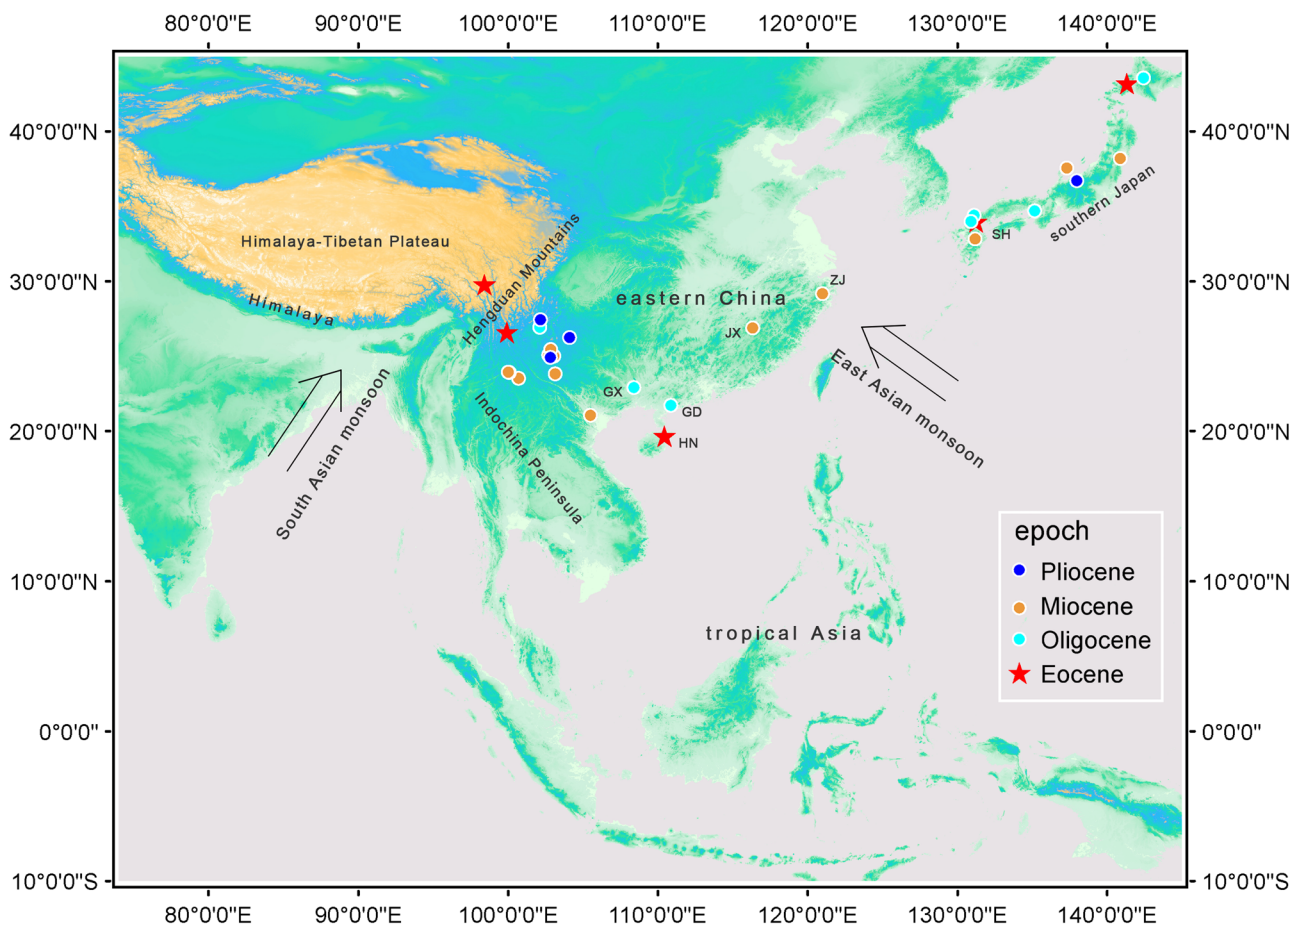 80°0'0"E 90°0'0"E 100°0'0"E 110°0'0"E 120°0'0"E 130°0'0"E 140°0'0"E
40°0'0"N 40°0'0"N
southern Japan
SH
Himalaya-Tibetan Plateau
Hengduan Mountains
30°0'0"N 30°0'0"N
ZJ
Himalaya
eastern China
JX
East Asian monsoon
South Asian monsoon
GX
GD
Indochina Peninsula
20°0'0"N 20°0'0"N
HN
epoch
Pliocene
Miocene
Oligocene
Eocene
10°0'0"N 10°0'0"N
tropical Asia
0°0'0" 0°0'0"
10°0'0"S 10°0'0"S
80°0'0"E 90°0'0"E 100°0'0"E 110°0'0"E 120°0'0"E 130°0'0"E 140°0'0"E